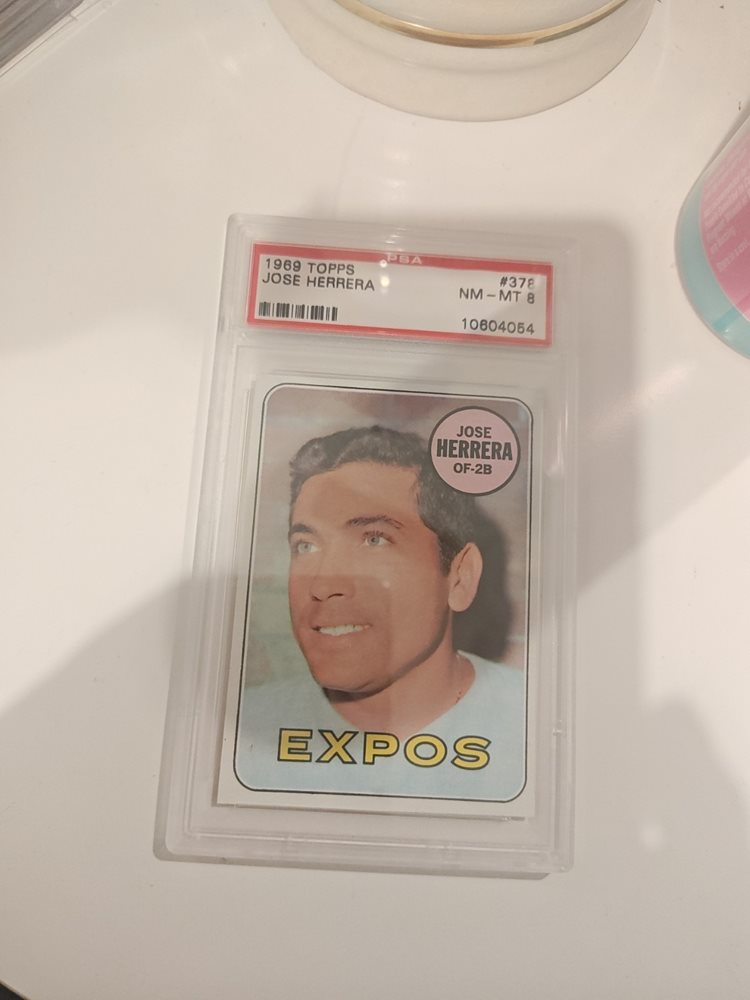 PSA
1969 TOPPS
#378
JOSE HERRERA
NM-MT 8
10604054
JOSE
HERRERA
OF-2B
EXPOS